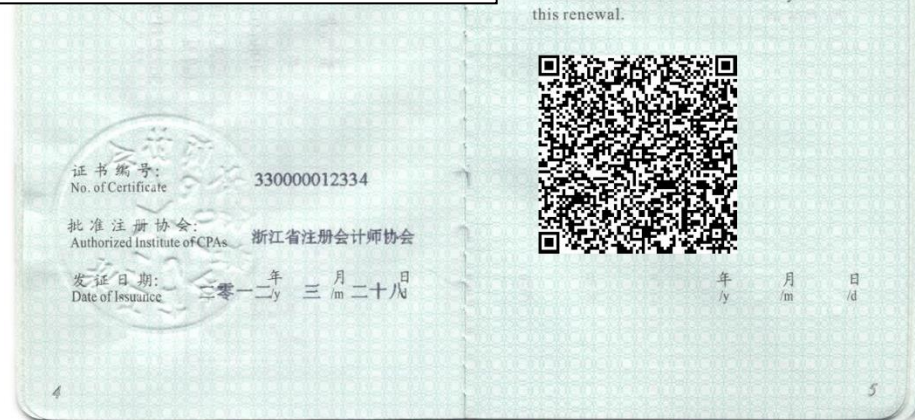 this renewal.
证书编号:
No. of Certificate
330000012334
批准注册协会:
Authorized Institute of CPAs
浙江省注册会计师协会
发证日期:
Date of Issuance
二零一二 年 /y 三 月 /m 二十八 日 /d
年 月 日
/y /m /d
4
5